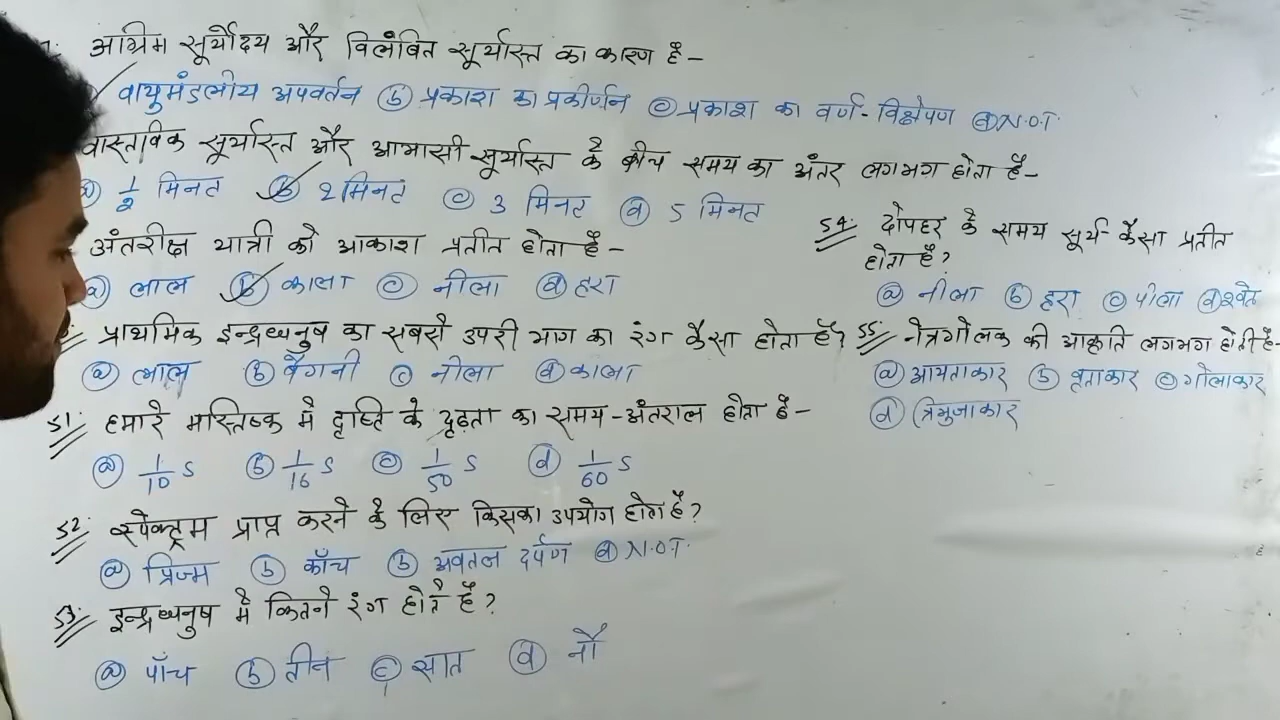 अग्रिम सूर्योदय और विलंबित सूर्यास्त का कारण है –
वायुमंडलीय अपवर्तन (b) प्रकाश का प्रकीर्णन (c) प्रकाश का वर्ण-विक्षेपण (d) N.O.T.
वास्तविक सूर्यास्त और आभासी सूर्यास्त के बीच समय का अंतर लगभग होता है –
(a) 1/2 मिनट (b) 2 मिनट (c) 3 मिनट (d) 5 मिनट
अंतरीक्ष यात्री को आकाश प्रतीत होता है –
(a) लाल (b) काला (c) नीला (d) हरा
प्राथमिक इन्द्रधनुष का सबसे उपरी भाग का रंग कैसा होता है?
(a) लाल (b) बैंगनी (c) नीला (d) काला
51. हमारे मस्तिष्क में दृष्टि के दृढ़ता का समय-अंतराल होता है –
(a) 1/10 s (b) 1/16 s (c) 1/50 s (d) 1/60 s
52. स्पेक्ट्रम प्राप्त करने के लिए किसका उपयोग होता है?
(a) प्रिज्म (b) काँच (b) अवतल दर्पण (d) N.O.T.
53. इन्द्रधनुष में कितने रंग होते है?
(a) पाँच (b) तीन (c) सात (d) नौ
54. दोपहर के समय सूर्य कैसा प्रतीत
होता है?
(a) नीला (b) हरा (c) पीला (d) श्वेत
55. नेत्रगोलक की आकृति लगभग होती है-
(a) आयताकार (b) वृताकार (c) गोलाकार
(d) त्रिभुजाकार